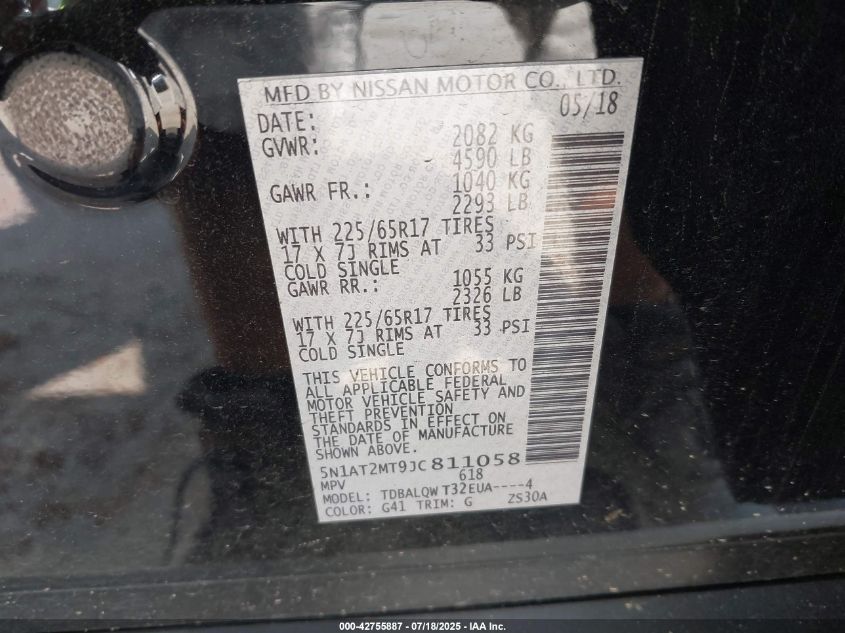 MFD BY NISSAN MOTOR CO., LTD.
DATE: 05/18
GVWR: 2082 KG
4590 LB
GAWR FR.: 1040 KG
2293 LB
WITH 225/65R17 TIRES
17 X 7J RIMS AT 33 PSI
COLD SINGLE
GAWR RR.: 1055 KG
2326 LB
WITH 225/65R17 TIRES
17 X 7J RIMS AT 33 PSI
COLD SINGLE
THIS VEHICLE CONFORMS TO
ALL APPLICABLE FEDERAL
MOTOR VEHICLE SAFETY AND
THEFT PREVENTION
STANDARDS IN EFFECT ON
THE DATE OF MANUFACTURE
SHOWN ABOVE.
5N1AT2MT9JC811058
MPV 618
MODEL: TDBALQW T32EUA----4
COLOR: G41 TRIM: G ZS30A
000-42755887 - 07/18/2025 - IAA Inc.